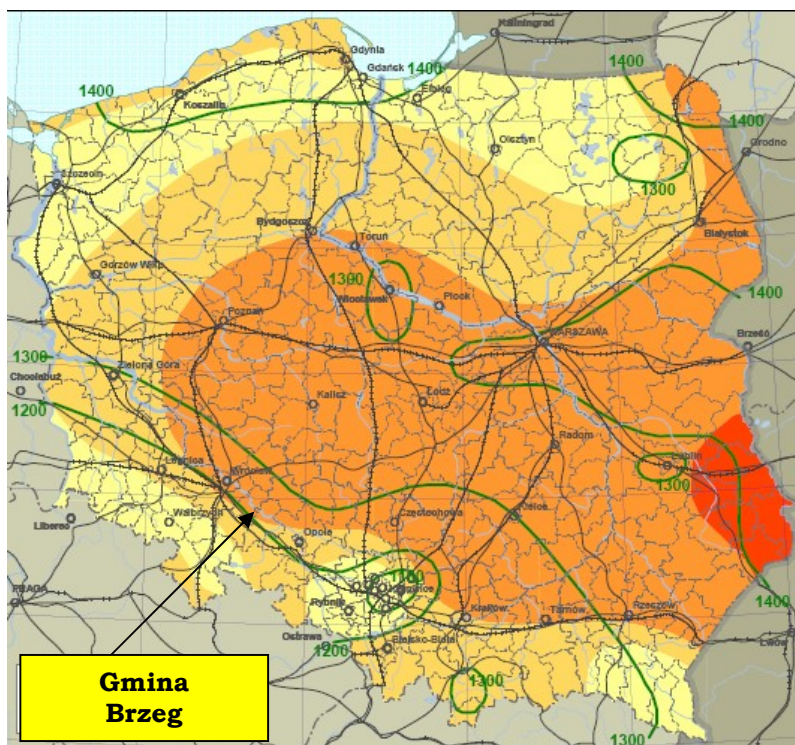 Kaliningrad
Gdynia
Gdańsk
1400
1400
1400
Koszalin
Elbląg
1400
Olsztyn
Grodno
1300
Szczecin
Białystok
Bydgoszcz
Toruń
1300
Gorzów Wlkp
Włocławek
Płock
1400
Poznań
WARSZAWA
Brześć
1300
Zielona Góra
Chociebuż
1200
Kalisz
Łódź
Radom
Lublin
Legnica
1300
Wrocław
Liberec
Wałbrzych
Częstochowa
Kielce
Opole
1100
PRAGA
Katowice
Rybnik
Kraków
Tarnów
Rzeszów
1400
Ostrawa
1200
Bielsko-Biała
Lwów
1300
1300
Gmina
Brzeg